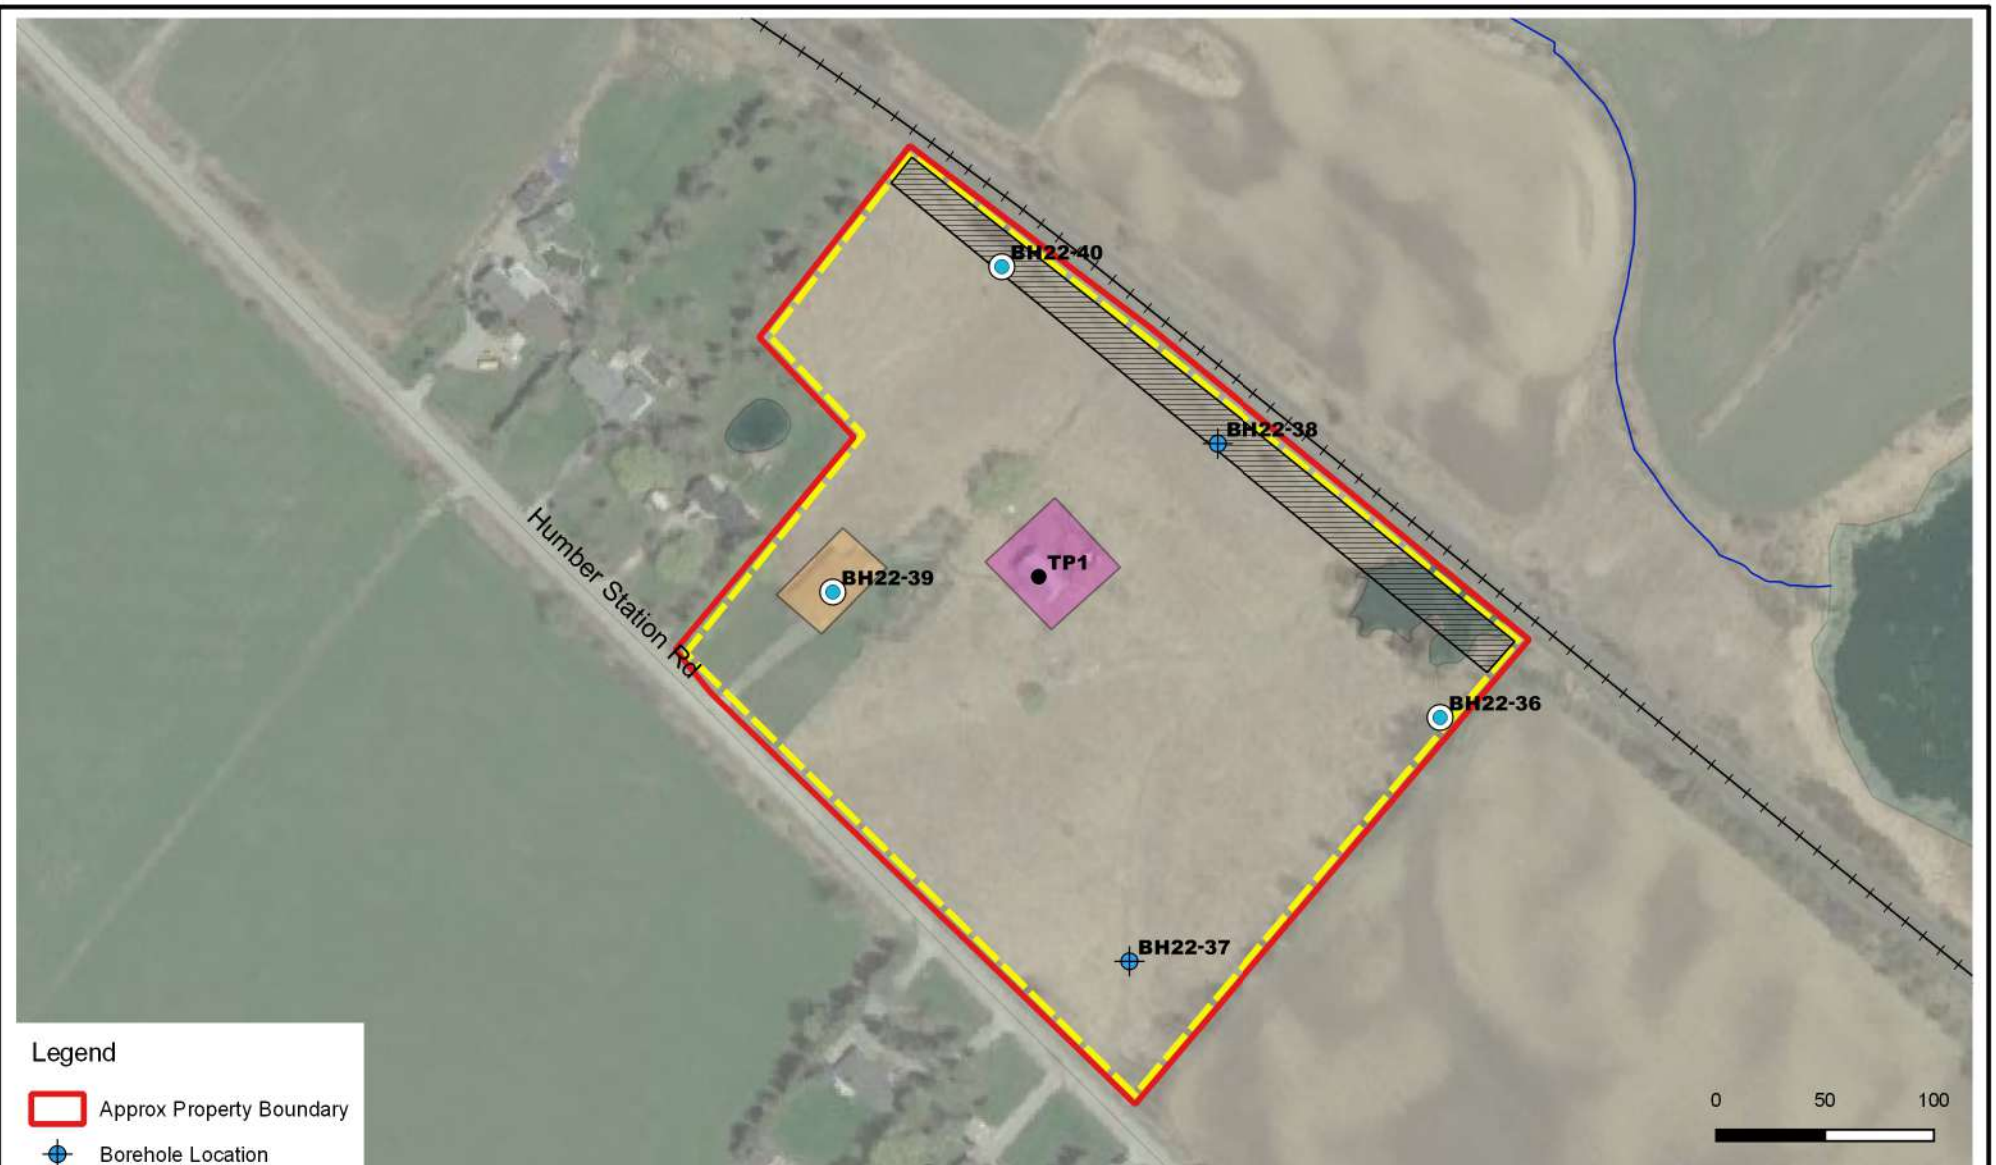 BH22-40
BH22-38
TP1
BH22-39
Humber Station Rd
BH22-36
BH22-37
Legend
Approx Property Boundary
Borehole Location
0 50 100